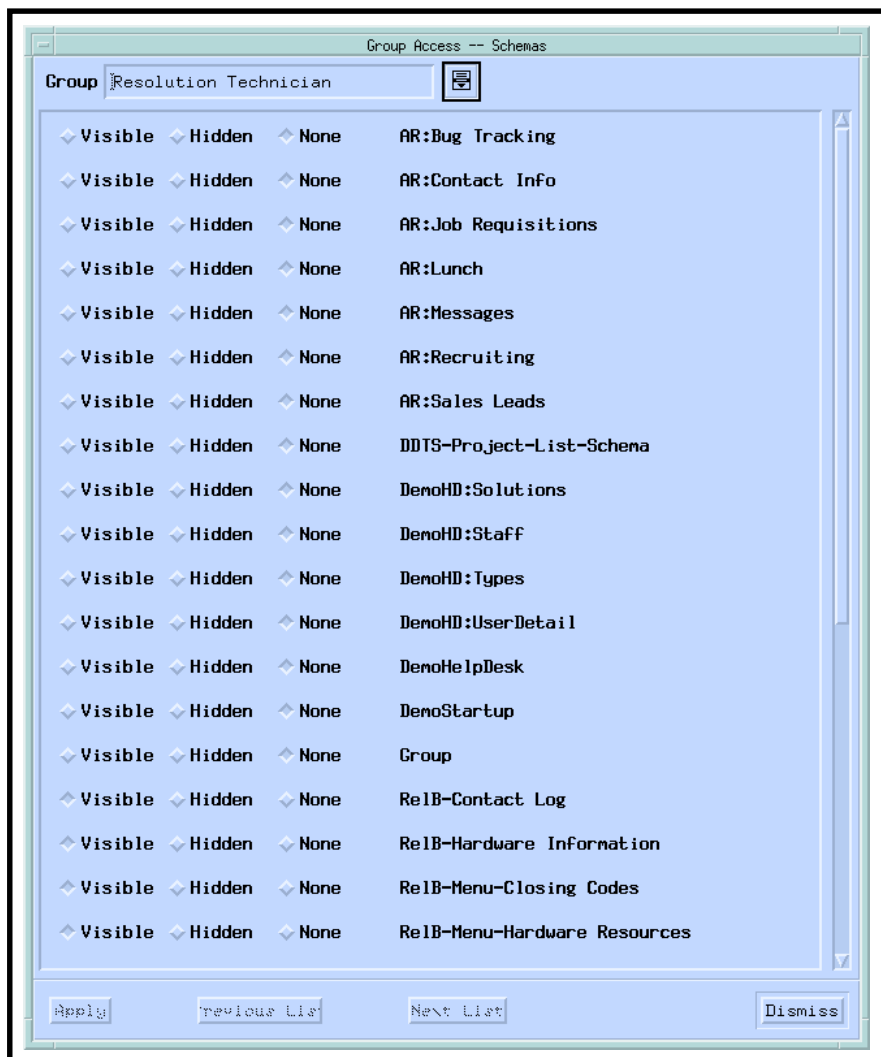 Group Access -- Schemas
Group Resolution Technician
Visible Hidden None AR:Bug Tracking
Visible Hidden None AR:Contact Info
Visible Hidden None AR:Job Requisitions
Visible Hidden None AR:Lunch
Visible Hidden None AR:Messages
Visible Hidden None AR:Recruiting
Visible Hidden None AR:Sales Leads
Visible Hidden None DDTS-Project-List-Schema
Visible Hidden None DemoHD:Solutions
Visible Hidden None DemoHD:Staff
Visible Hidden None DemoHD:Types
Visible Hidden None DemoHD:UserDetail
Visible Hidden None DemoHelpDesk
Visible Hidden None DemoStartup
Visible Hidden None Group
Visible Hidden None RelB-Contact Log
Visible Hidden None RelB-Hardware Information
Visible Hidden None RelB-Menu-Closing Codes
Visible Hidden None RelB-Menu-Hardware Resources
Apply Previous List Next List Dismiss